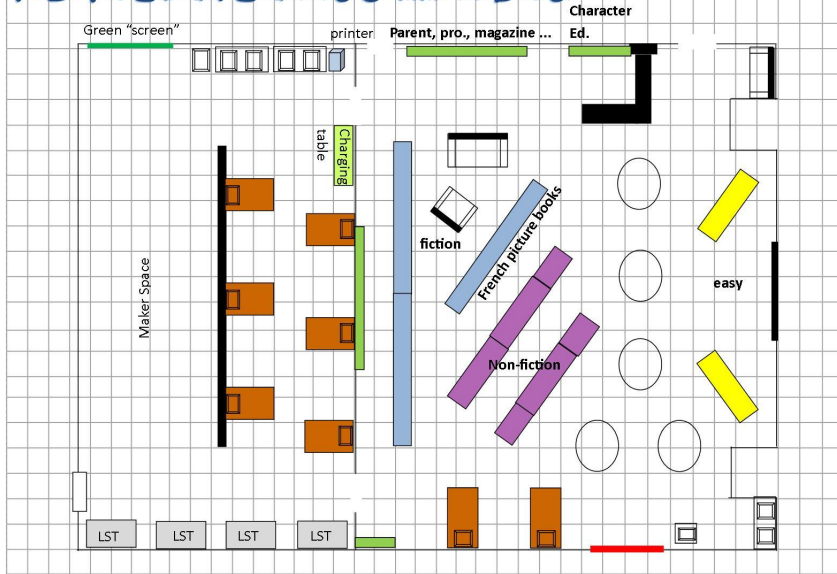 Character
Green "screen"
printer
Parent, pro., magazine ...
Ed.
Charging
table
fiction
French picture books
Maker Space
easy
Non-fiction
LST
LST
LST
LST